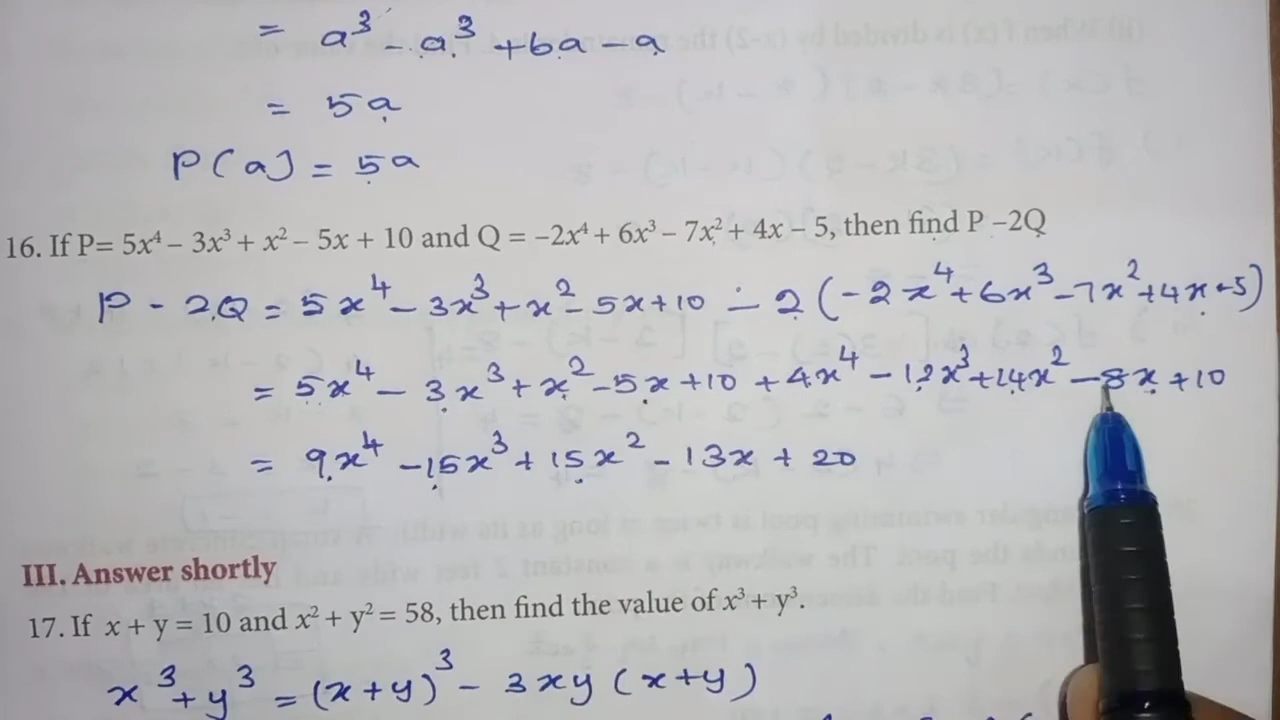 = a³ - a³ + 6a - a
= 5a
P(a) = 5a
16. If P= 5x⁴ – 3x³ + x² – 5x + 10 and Q = –2x⁴ + 6x³ – 7x² + 4x – 5, then find P –2Q
P - 2Q = 5x⁴ - 3x³ + x² - 5x + 10 - 2(-2x⁴ + 6x³ - 7x² + 4x - 5)
= 5x⁴ - 3x³ + x² - 5x + 10 + 4x⁴ - 12x³ + 14x² - 8x + 10
= 9x⁴ - 15x³ + 15x² - 13x + 20
III. Answer shortly
17. If x + y = 10 and x² + y² = 58, then find the value of x³ + y³.
x³ + y³ = (x+y)³ - 3xy (x+y)